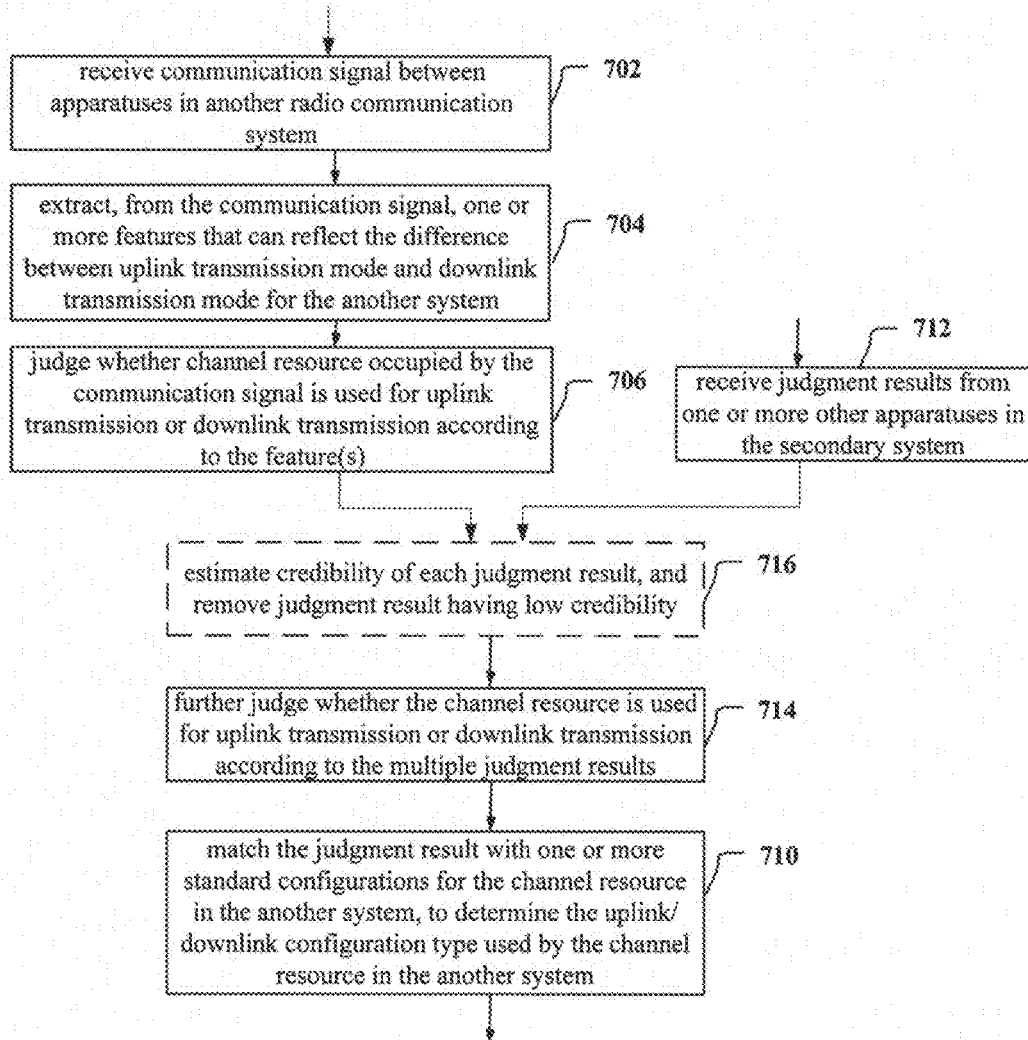 receive communication signal between
apparatuses in another radio communication
system
702
extract, from the communication signal, one or
more features that can reflect the difference
between uplink transmission mode and downlink
transmission mode for the another system
704
judge whether channel resource occupied by the
communication signal is used for uplink
transmission or downlink transmission according
to the feature(s)
706
712
receive judgment results from
one or more other apparatuses in
the secondary system
estimate credibility of each judgment result, and
remove judgment result having low credibility
716
further judge whether the channel resource is used
for uplink transmission or downlink transmission
according to the multiple judgment results
714
match the judgment result with one or more
standard configurations for the channel resource
in the another system, to determine the uplink/
downlink configuration type used by the channel
resource in the another system
710